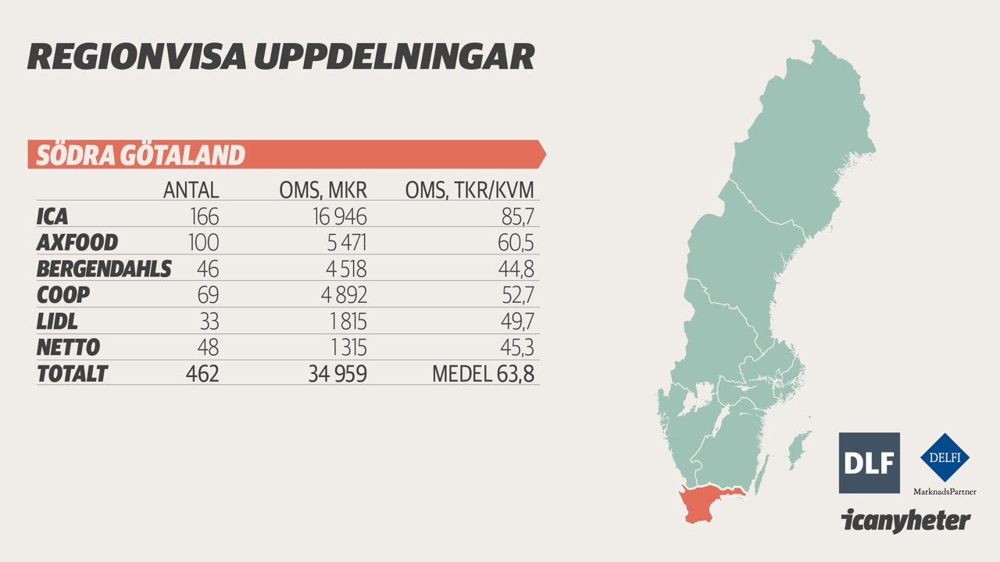 REGIONVISA UPPDELNINGAR
SÖDRA GÖTALAND
ANTAL OMS, MKR OMS, TKR/KVM
ICA 166 16 946 85,7
AXFOOD 100 5 471 60,5
BERGENDAHLS 46 4 518 44,8
COOP 69 4 892 52,7
LIDL 33 1 815 49,7
NETTO 48 1 315 45,3
TOTALT 462 34 959 MEDEL 63,8
DLF
DELFI
MarknadsPartner
icanyheter